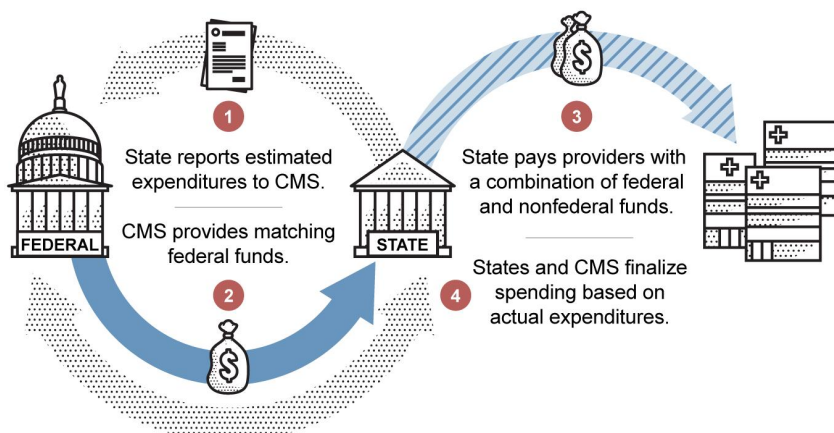 1
State reports estimated
expenditures to CMS.
FEDERAL
CMS provides matching
federal funds.
2
STATE
3
State pays providers with
a combination of federal
and nonfederal funds.
4
States and CMS finalize
spending based on
actual expenditures.
$
$